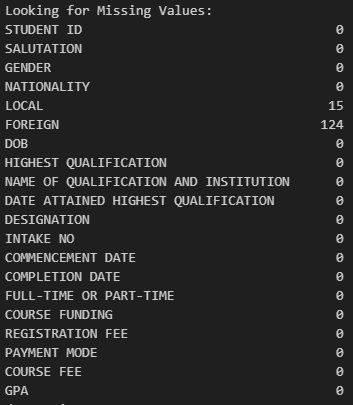 Looking for Missing Values:
STUDENT ID 0
SALUTATION 0
GENDER 0
NATIONALITY 0
LOCAL 15
FOREIGN 124
DOB 0
HIGHEST QUALIFICATION 0
NAME OF QUALIFICATION AND INSTITUTION 0
DATE ATTAINED HIGHEST QUALIFICATION 0
DESIGNATION 0
INTAKE NO 0
COMMENCEMENT DATE 0
COMPLETION DATE 0
FULL-TIME OR PART-TIME 0
COURSE FUNDING 0
REGISTRATION FEE 0
PAYMENT MODE 0
COURSE FEE 0
GPA 0